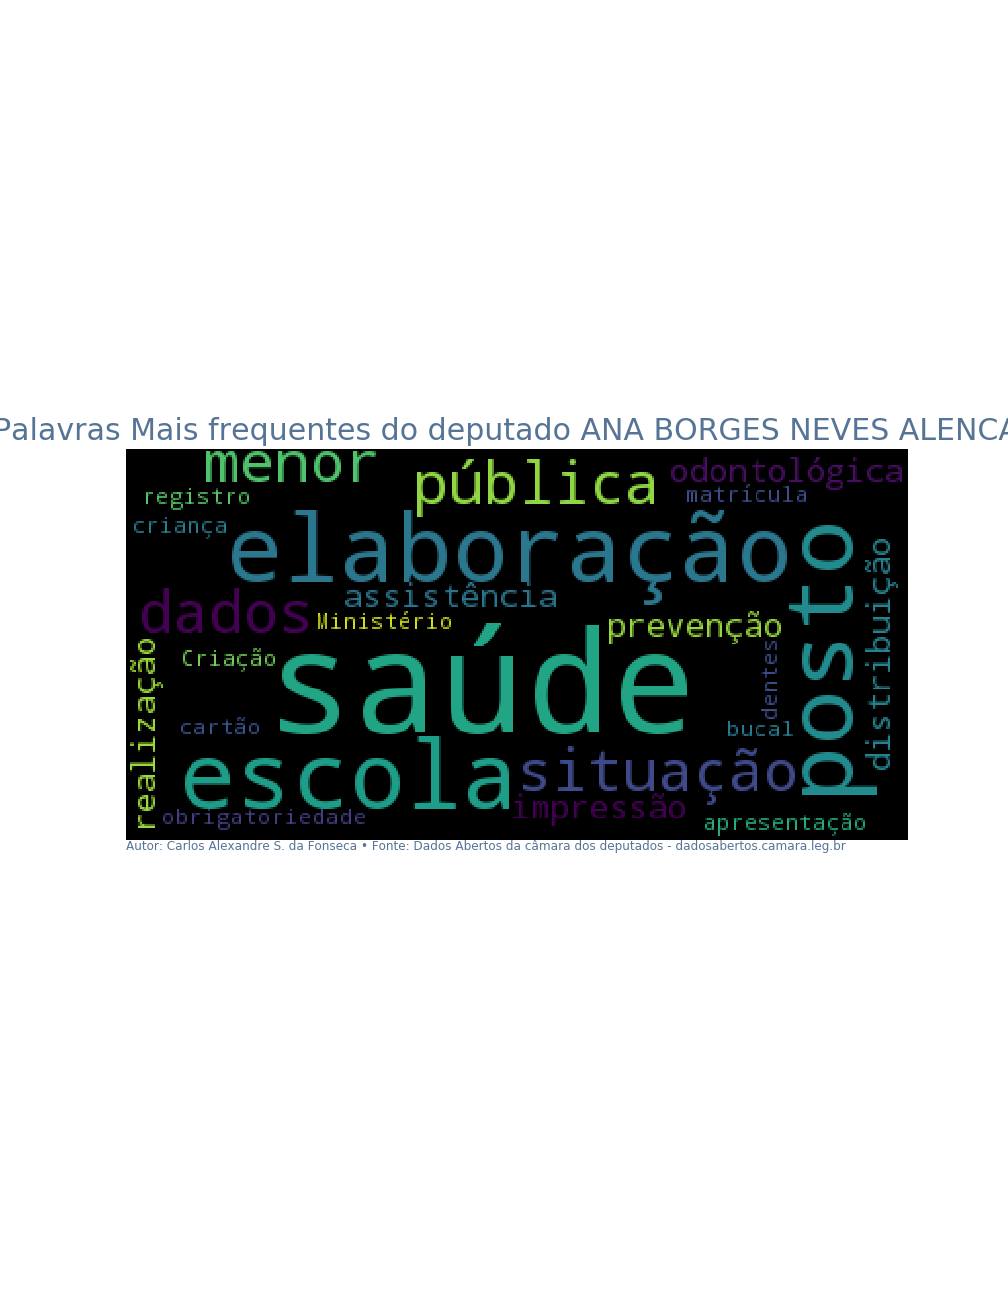 Palavras Mais frequentes do deputado ANA BORGES NEVES ALENCA
menor
pública
odontológica
registro
matrícula
criança
elaboração
posto
distribuição
assistência
dados
Ministério
prevenção
realização
Criação
saúde
dentes
cartão
bucal
escola
situação
impressão
obrigatoriedade
apresentação
Autor: Carlos Alexandre S. da Fonseca • Fonte: Dados Abertos da câmara dos deputados - dadosabertos.camara.leg.br